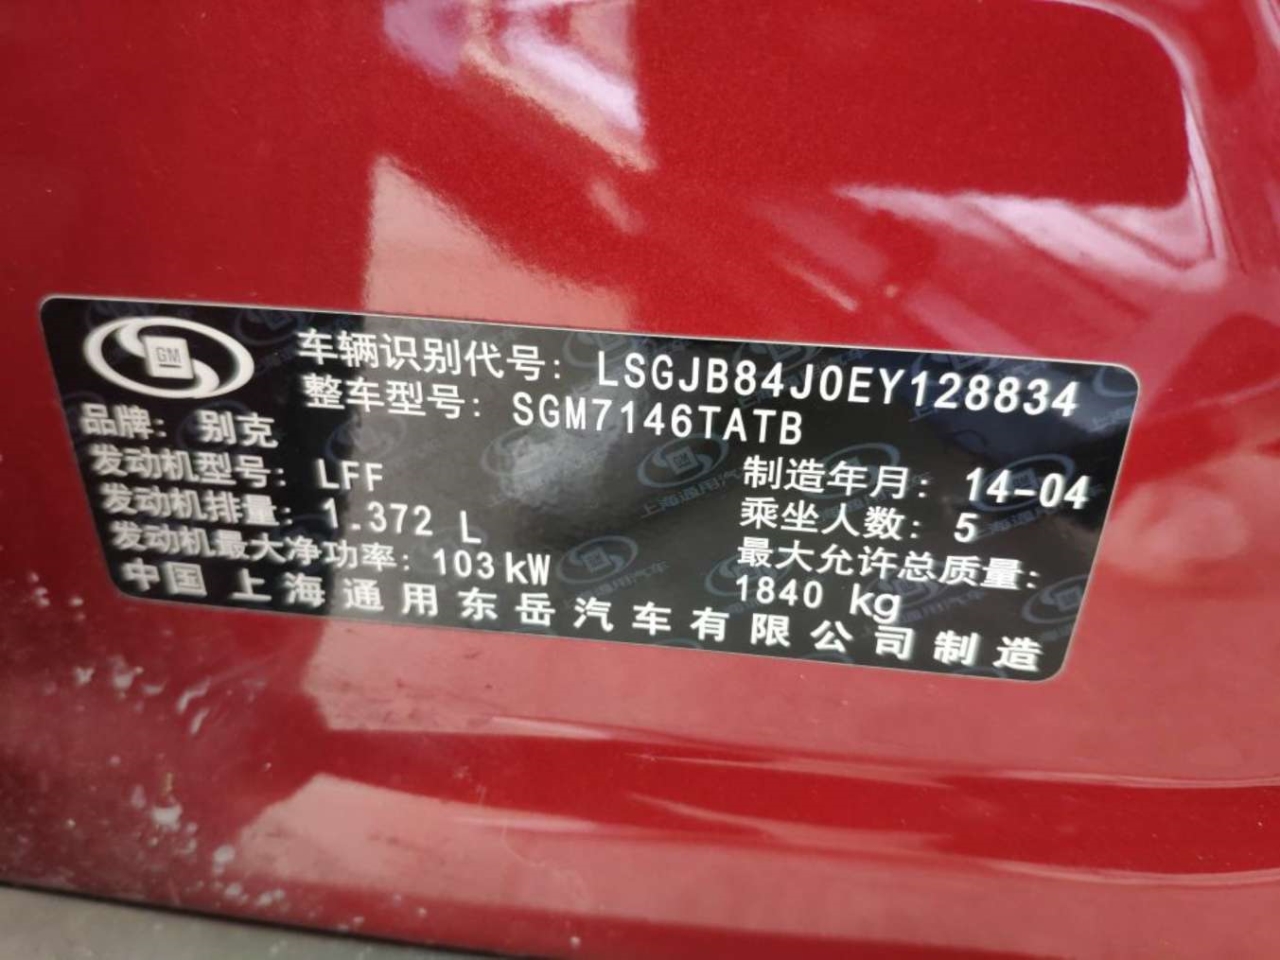 GM
车辆识别代号: LSGJB84J0EY128834
整车型号: SGM7146TATB
品牌: 别克
发动机型号: LFF
制造年月: 14-04
发动机排量: 1.372 L
乘坐人数: 5
发动机最大净功率: 103kW
最大允许总质量:
1840 kg
中国上海通用东岳汽车有限公司制造